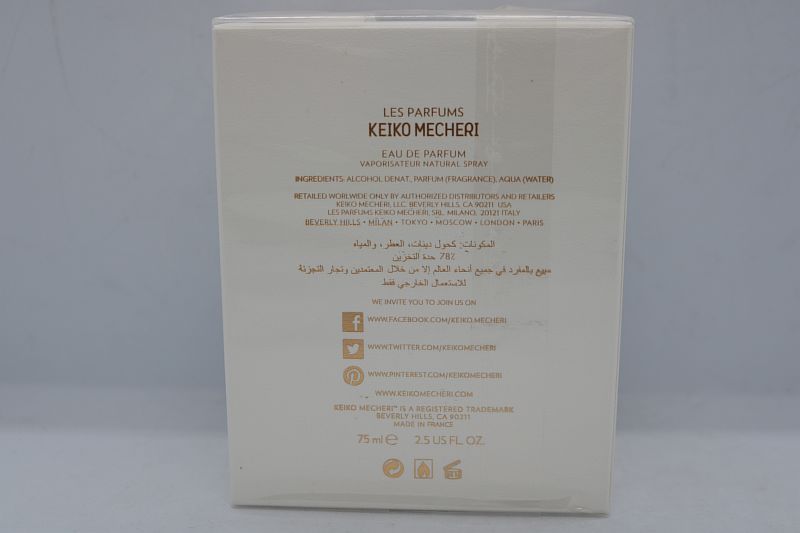 LES PARFUMS
KEIKO MECHERI
EAU DE PARFUM
VAPORISATEUR NATURAL SPRAY
INGREDIENTS: ALCOHOL DENAT., PARFUM (FRAGRANCE), AQUA (WATER)
RETAILED WORLWIDE ONLY BY AUTHORIZED DISTRIBUTORS AND RETAILERS
KEIKO MECHERI, LLC. BEVERLY HILLS, CA 90211 USA
LES PARFUMS KEIKO MECHERI, SRL. MILANO, 20121 ITALY
BEVERLY HILLS • MILAN • TOKYO • MOSCOW • LONDON • PARIS
المكونات: كحول دينات، العطر، والمياه
78٪ حدة التخزين
بيع بالمفرد في جميع أنحاء العالم إلا من خلال المعتمدين وتجار التجزئة
للاستعمال الخارجي فقط
WE INVITE YOU TO JOIN US ON
WWW.FACEBOOK.COM/KEIKO.MECHERI
WWW.TWITTER.COM/KEIKOMECHERI
WWW.PINTEREST.COM/KEIKOMECHERI
WWW.KEIKOMECHERI.COM
KEIKO MECHERI™ IS A REGISTERED TRADEMARK
BEVERLY HILLS, CA 90211
MADE IN FRANCE
75 ml ℮ 2.5 US FL. OZ.